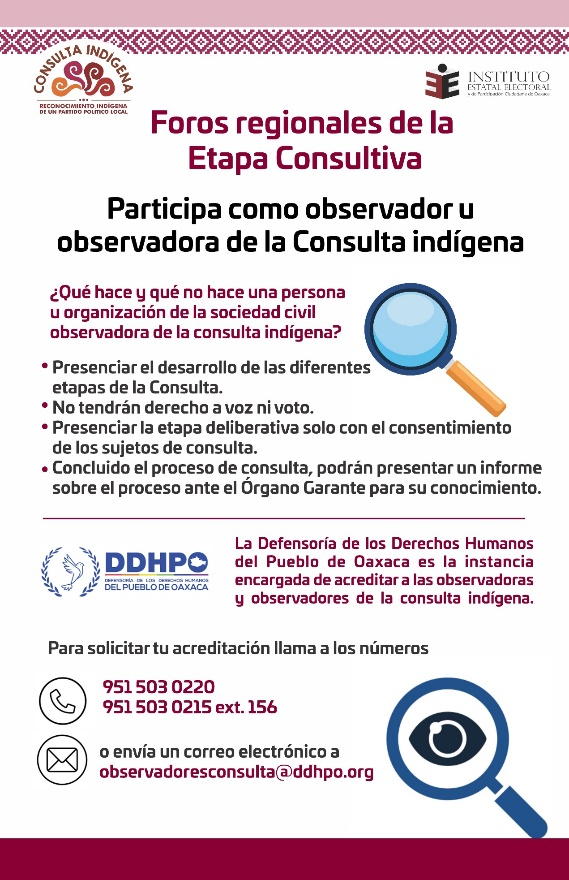 CONSULTA INDÍGENA
RECONOCIMIENTO INDÍGENA
DE UN PARTIDO POLÍTICO LOCAL
INSTITUTO
ESTATAL ELECTORAL
y de Participación Ciudadana de Oaxaca
Foros regionales de la
Etapa Consultiva
Participa como observador u
observadora de la Consulta indígena
¿Qué hace y qué no hace una persona
u organización de la sociedad civil
observadora de la consulta indígena?
• Presenciar el desarrollo de las diferentes
etapas de la Consulta.
• No tendrán derecho a voz ni voto.
• Presenciar la etapa deliberativa solo con el consentimiento
de los sujetos de consulta.
• Concluido el proceso de consulta, podrán presentar un informe
sobre el proceso ante el Órgano Garante para su conocimiento.
DDHPO
DEFENSORÍA DE LOS DERECHOS HUMANOS
DEL PUEBLO DE OAXACA
La Defensoría de los Derechos Humanos
del Pueblo de Oaxaca es la instancia
encargada de acreditar a las observadoras
y observadores de la consulta indígena.
Para solicitar tu acreditación llama a los números
951 503 0220
951 503 0215 ext. 156
o envía un correo electrónico a
observadoresconsulta@ddhpo.org